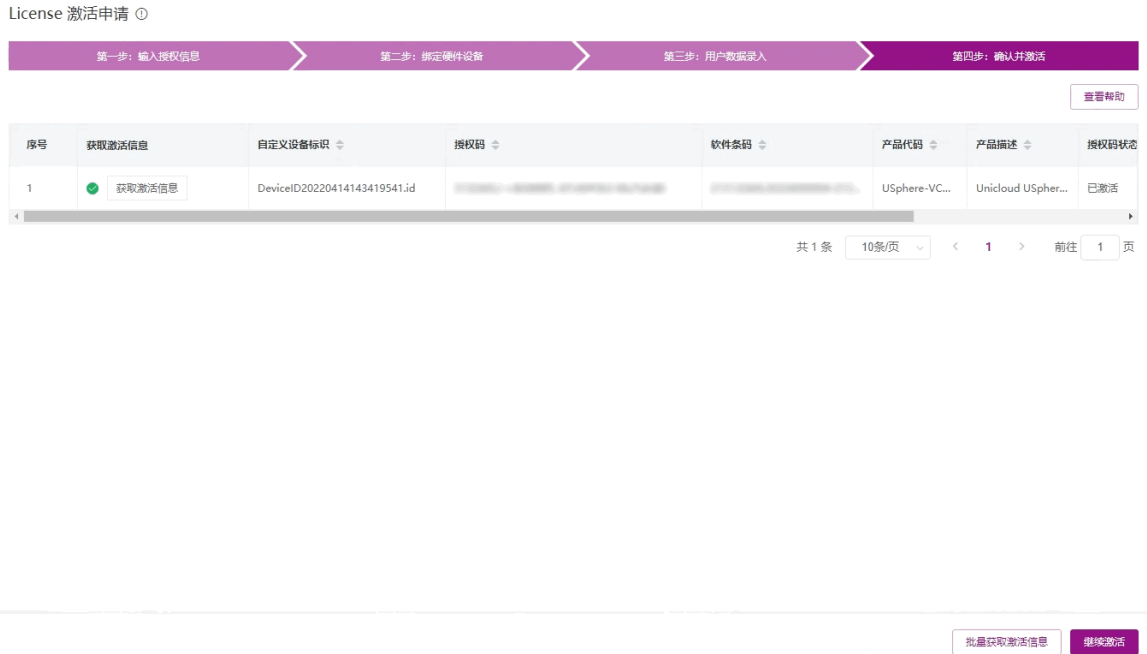 License 激活申请
第一步：输入授权信息 第二步：绑定硬件设备 第三步：用户数据录入 第四步：确认并激活
查看帮助
序号 获取激活信息 自定义设备标识 授权码 软件条码 产品代码 产品描述 授权码状态
1 获取激活信息 DeviceID20220414143419541.id USphere-VC... Unicloud USpher... 已激活
共 1 条 10条/页 1 前往 1 页
批量获取激活信息 继续激活